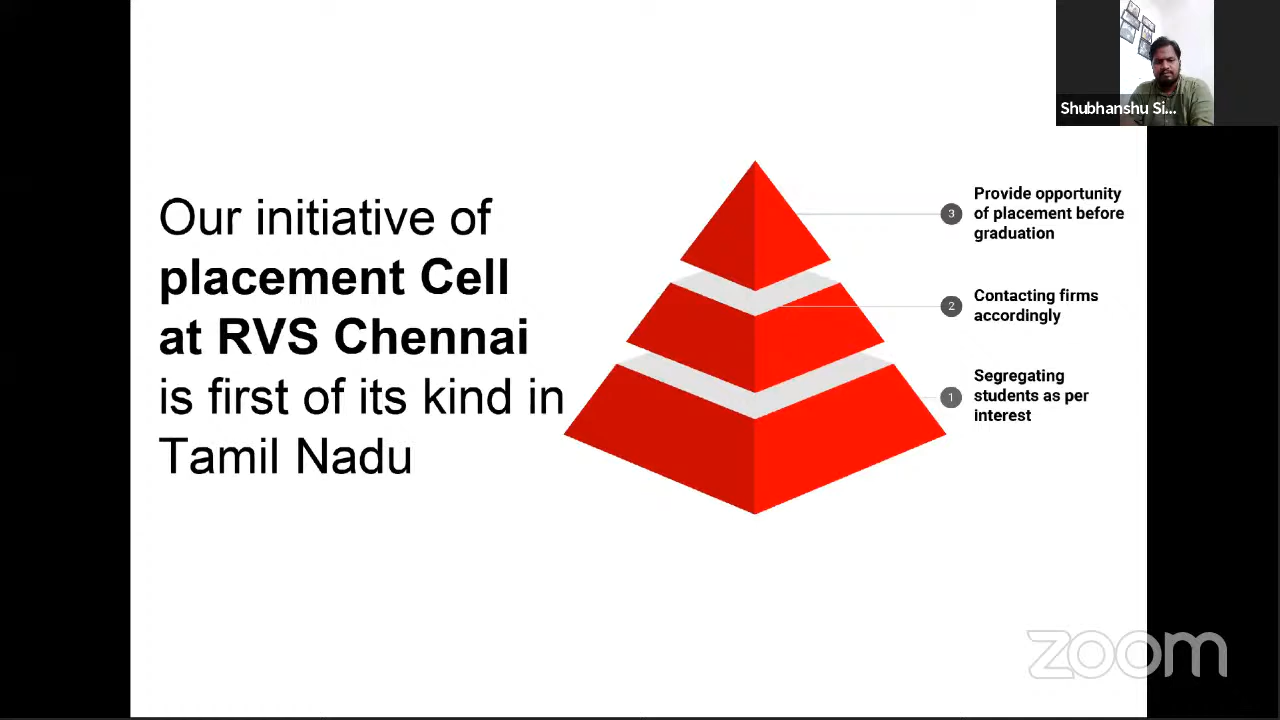 Shubhanshu Si...
Our initiative of
placement Cell
at RVS Chennai
is first of its kind in
Tamil Nadu
3
Provide opportunity
of placement before
graduation
2
Contacting firms
accordingly
1
Segregating
students as per
interest
zoom